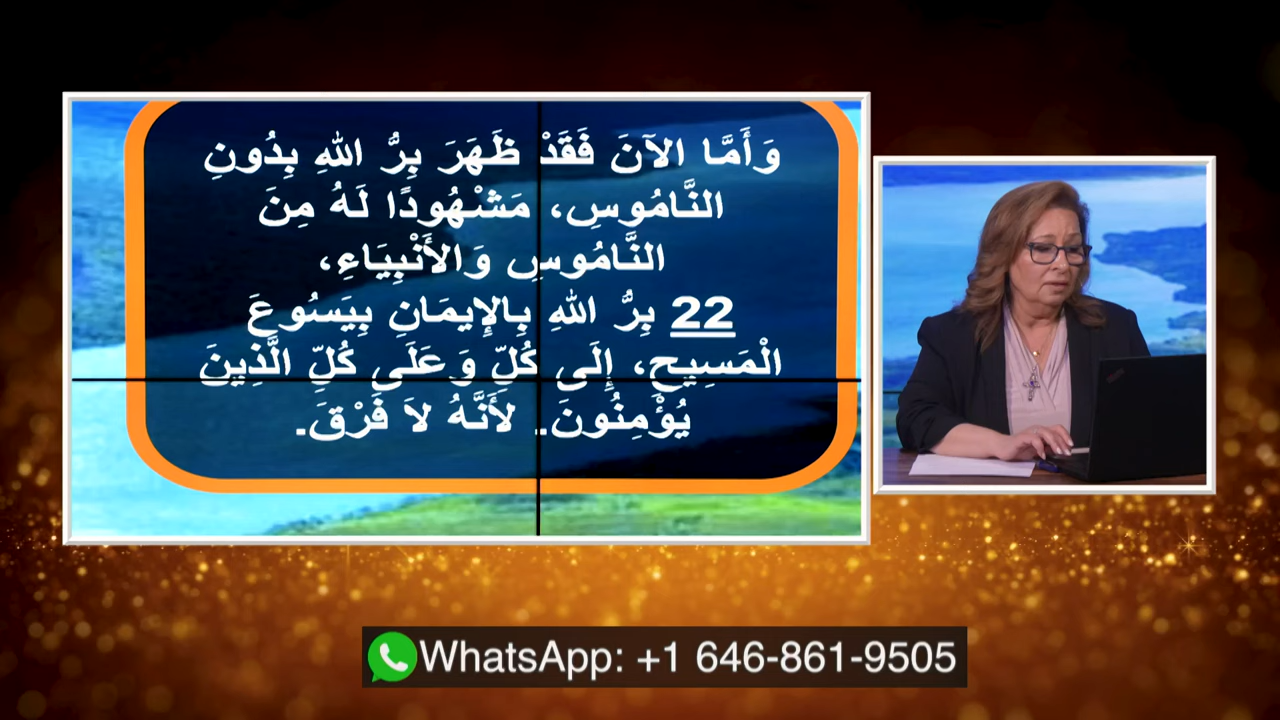 وَأَمَّا الآنَ فَقَدْ ظَهَرَ بِرُّ اللهِ بِدُونِ
النَّامُوسِ، مَشْهُودًا لَهُ مِنَ
النَّامُوسِ وَالأَنْبِيَاءِ،
22 بِرُّ اللهِ بِالإِيمَانِ بِيَسُوعَ
الْمَسِيحِ، إِلَى كُلِّ وَعَلَى كُلِّ الَّذِينَ
يُؤْمِنُونَ. لأَنَّهُ لاَ فَرْقَ.
WhatsApp: +1 646-861-9505